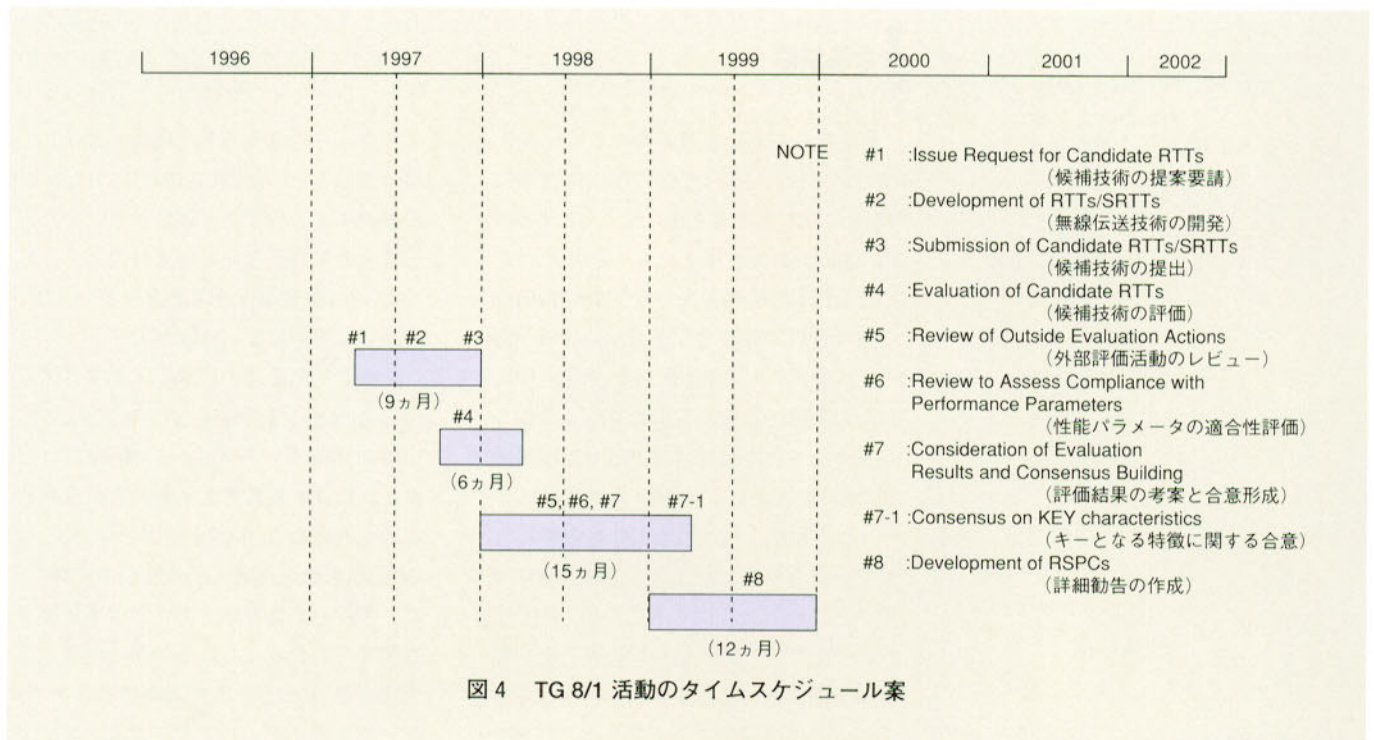 1996 1997 1998 1999 2000 2001 2002
NOTE
#1 :Issue Request for Candidate RTTs
(候補技術の提案要請)
#2 :Development of RTTs/SRTTs
(無線伝送技術の開発)
#3 :Submission of Candidate RTTs/SRTTs
(候補技術の提出)
#4 :Evaluation of Candidate RTTs
(候補技術の評価)
#5 :Review of Outside Evaluation Actions
(外部評価活動のレビュー)
#6 :Review to Assess Compliance with
Performance Parameters
(性能パラメータの適合性評価)
#7 :Consideration of Evaluation
Results and Consensus Building
(評価結果の考案と合意形成)
#7-1 :Consensus on KEY characteristics
(キーとなる特徴に関する合意)
#8 :Development of RSPCs
(詳細勧告の作成)
#1 #2 #3
(9ヵ月)
#4
(6ヵ月)
#5, #6, #7 #7-1
(15ヵ月)
#8
(12ヵ月)
図4 TG 8/1 活動のタイムスケジュール案